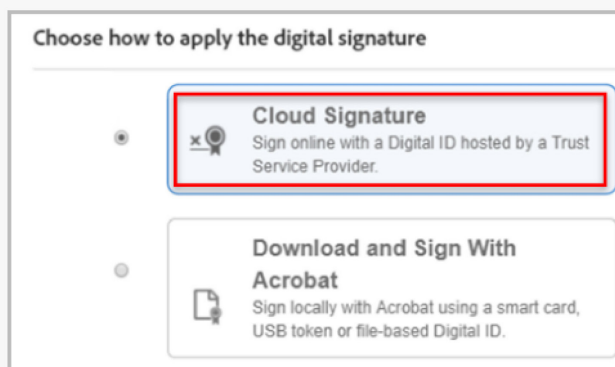 Choose how to apply the digital signature
Cloud Signature
Sign online with a Digital ID hosted by a Trust
Service Provider.
Download and Sign With
Acrobat
Sign locally with Acrobat using a smart card,
USB token or file-based Digital ID.